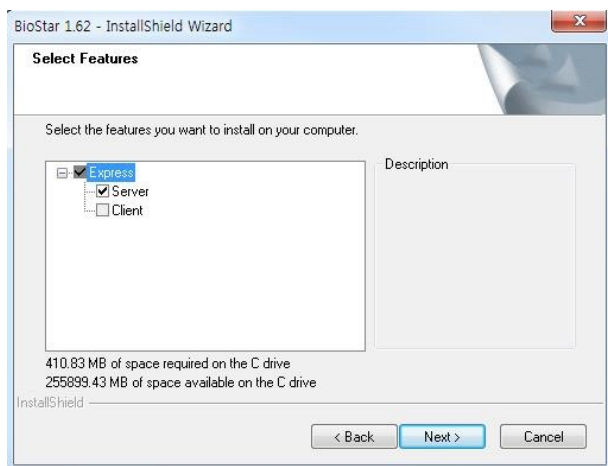 BioStar 1.62 - InstallShield Wizard
Select Features
Select the features you want to install on your computer.
Express
Server
Client
Description
410.83 MB of space required on the C drive
255899.43 MB of space available on the C drive
InstallShield
< Back
Next >
Cancel